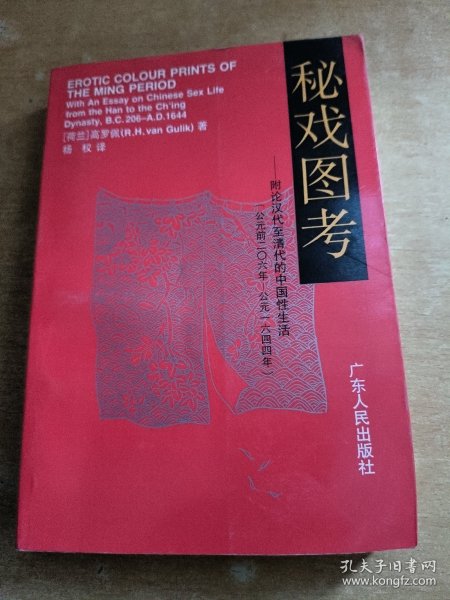 EROTIC COLOUR PRINTS OF
THE MING PERIOD
With An Essay on Chinese Sex Life
from the Han to the Ch'ing
Dynasty, B.C.206–A.D.1644
[荷兰]高罗佩(R.H.van Gulik) 著
杨 权 译
秘戏图考
——附论汉代至清代的中国性生活
(公元前二〇六年—公元一六四四年)
广东人民出版社
孔夫子旧书网
www.kongfz.com